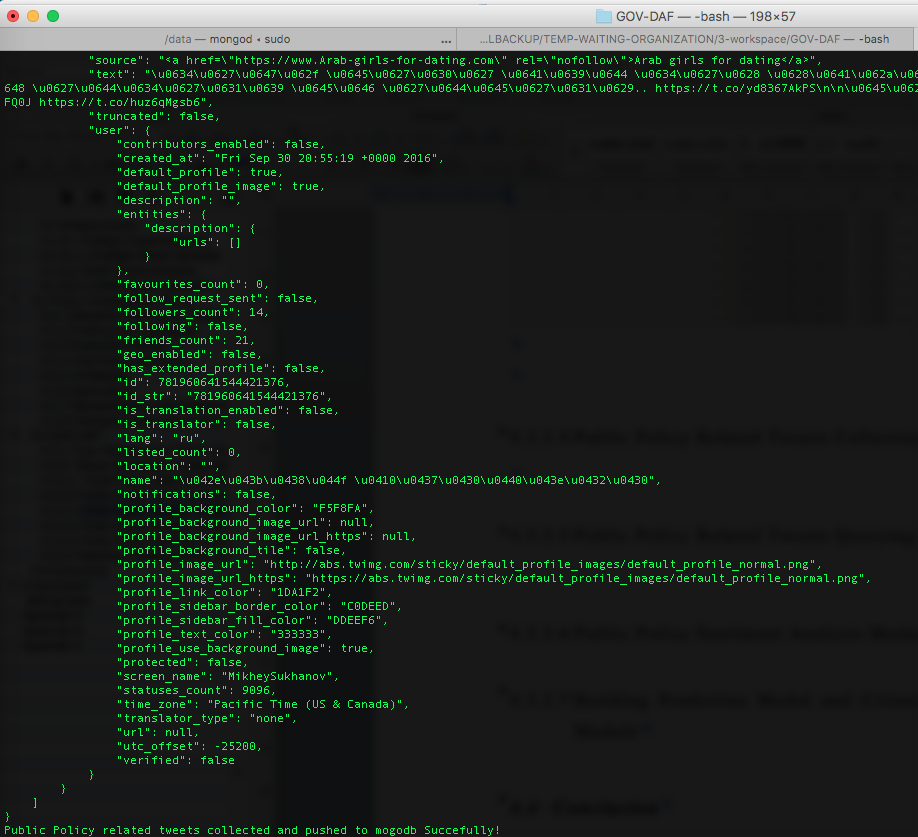 GOV-DAF — -bash — 198×57
/data — mongod • sudo ... ...LBACKUP/TEMP-WAITING-ORGANIZATION/3-workspace/GOV-DAF — -bash
"source": "<a href=\"https://www.Arab-girls-for-dating.com\" rel=\"nofollow\">Arab girls for dating</a>",
"text": "\u0634\u0627\u0647\u062f \u0645\u0627\u0630\u0627 \u0641\u0639\u0644 \u0634\u0627\u0628 \u0628\u0641\u062a\u06
648 \u0627\u0644\u0634\u0627\u0631\u0639 \u0645\u0646 \u0627\u0644\u0645\u0627\u0631\u0629.. https://t.co/yd8367AkPS\n\n\u0645\u062
FQ0J https://t.co/huz6qMgsb6",
"truncated": false,
"user": {
"contributors_enabled": false,
"created_at": "Fri Sep 30 20:55:19 +0000 2016",
"default_profile": true,
"default_profile_image": true,
"description": "",
"entities": {
"description": {
"urls": []
}
},
"favourites_count": 0,
"follow_request_sent": false,
"followers_count": 14,
"following": false,
"friends_count": 21,
"geo_enabled": false,
"has_extended_profile": false,
"id": 781960641544421376,
"id_str": "781960641544421376",
"is_translation_enabled": false,
"is_translator": false,
"lang": "ru",
"listed_count": 0,
"location": "",
"name": "\u042e\u043b\u0438\u044f \u0410\u0437\u0430\u0440\u043e\u0432\u0430",
"notifications": false,
"profile_background_color": "F5F8FA",
"profile_background_image_url": null,
"profile_background_image_url_https": null,
"profile_background_tile": false,
"profile_image_url": "http://abs.twimg.com/sticky/default_profile_images/default_profile_normal.png",
"profile_image_url_https": "https://abs.twimg.com/sticky/default_profile_images/default_profile_normal.png",
"profile_link_color": "1DA1F2",
"profile_sidebar_border_color": "C0DEED",
"profile_sidebar_fill_color": "DDEEF6",
"profile_text_color": "333333",
"profile_use_background_image": true,
"protected": false,
"screen_name": "MikheySukhanov",
"statuses_count": 9096,
"time_zone": "Pacific Time (US & Canada)",
"translator_type": "none",
"url": null,
"utc_offset": -25200,
"verified": false
}
}
]
}
Public Policy related tweets collected and pushed to mogodb Succefully!